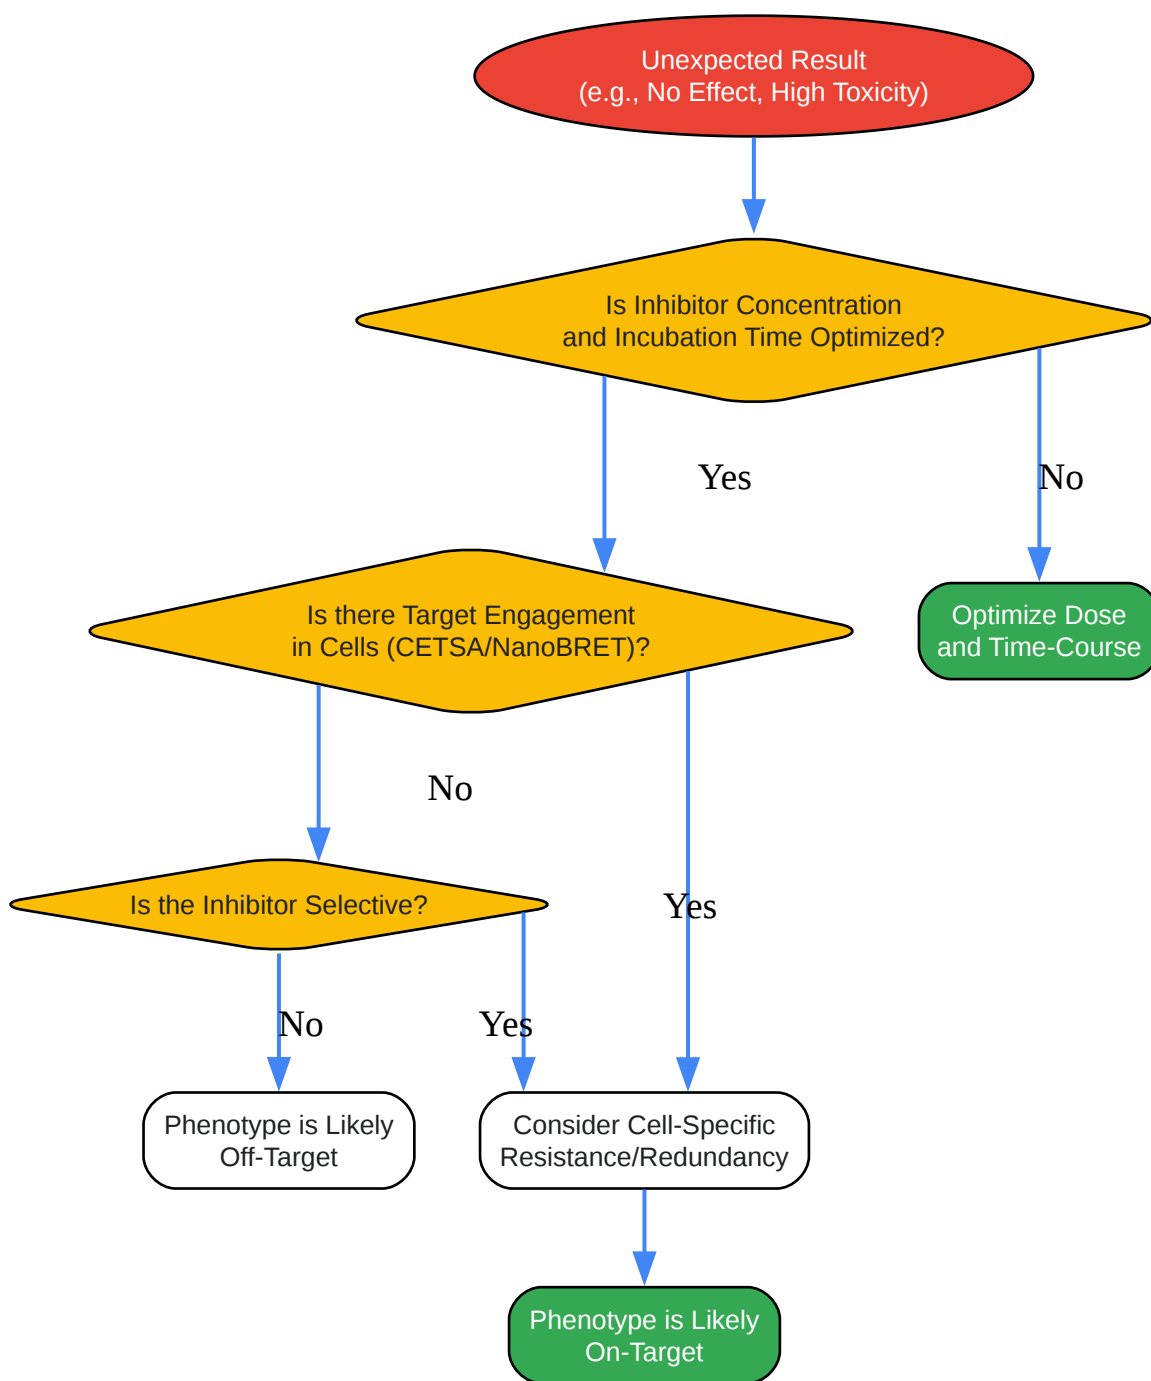 Unexpected Result
(e.g., No Effect, High Toxicity)
Is Inhibitor Concentration
and Incubation Time Optimized?
Yes
No
Is there Target Engagement
in Cells (CETSA/NanoBRET)?
Optimize Dose
and Time-Course
No
Is the Inhibitor Selective?
Yes
No
Yes
Phenotype is Likely
Off-Target
Consider Cell-Specific
Resistance/Redundancy
Phenotype is Likely
On-Target